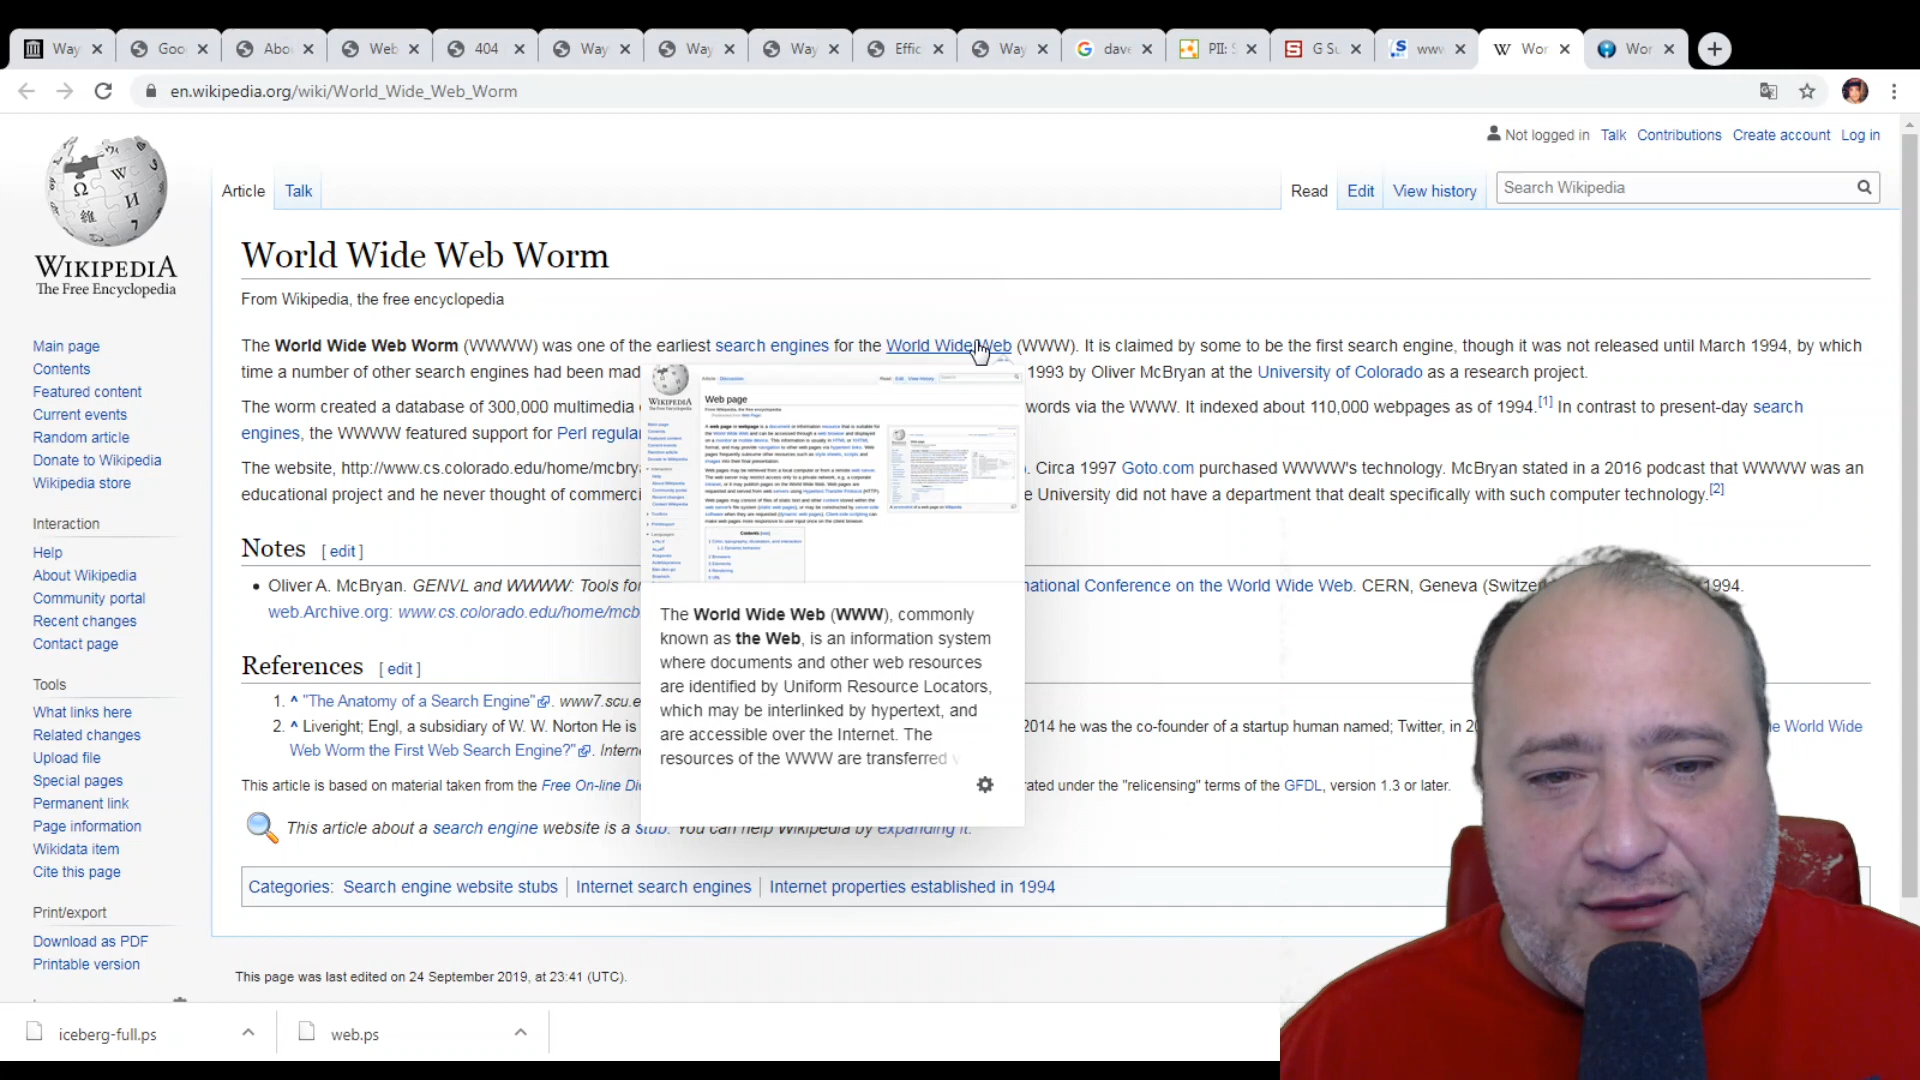 Way
Goo
Abo
Web
404
Way
Way
Way
Effic
Way
dave
PII: S
G Su
www
Wor
Wor
en.wikipedia.org/wiki/World_Wide_Web_Worm
Not logged in Talk Contributions Create account Log in
Article Talk
Read Edit View history
Search Wikipedia
WIKIPEDIA
The Free Encyclopedia
Main page
Contents
Featured content
Current events
Random article
Donate to Wikipedia
Wikipedia store
Interaction
Help
About Wikipedia
Community portal
Recent changes
Contact page
Tools
What links here
Related changes
Upload file
Special pages
Permanent link
Page information
Wikidata item
Cite this page
Print/export
Download as PDF
Printable version
World Wide Web Worm
From Wikipedia, the free encyclopedia
The World Wide Web Worm (WWWW) was one of the earliest search engines for the World Wide Web (WWW). It is claimed by some to be the first search engine, though it was not released until March 1994, by which
time a number of other search engines had been mad 1993 by Oliver McBryan at the University of Colorado as a research project.
The worm created a database of 300,000 multimedia words via the WWW. It indexed about 110,000 webpages as of 1994.[1] In contrast to present-day search
engines, the WWWW featured support for Perl regula
The website, http://www.cs.colorado.edu/home/mcbry . Circa 1997 Goto.com purchased WWWW's technology. McBryan stated in a 2016 podcast that WWWW was an
educational project and he never thought of commerc e University did not have a department that dealt specifically with such computer technology.[2]
Notes [ edit ]
• Oliver A. McBryan. GENVL and WWWW: Tools for national Conference on the World Wide Web. CERN, Geneva (Switze 1994.
web.Archive.org: www.cs.colorado.edu/home/mcb
References [ edit ]
1. ^ "The Anatomy of a Search Engine". www7.scu.e
2. ^ Liveright; Engl, a subsidiary of W. W. Norton He is 2014 he was the co-founder of a startup human named; Twitter, in 2 e World Wide
Web Worm the First Web Search Engine?". Intern
This article is based on material taken from the Free On-line Di rated under the "relicensing" terms of the GFDL, version 1.3 or later.
This article about a search engine website is a stub. You can help Wikipedia by expanding it.
Categories: Search engine website stubs | Internet search engines | Internet properties established in 1994
This page was last edited on 24 September 2019, at 23:41 (UTC).
Web page
The World Wide Web (WWW), commonly
known as the Web, is an information system
where documents and other web resources
are identified by Uniform Resource Locators,
which may be interlinked by hypertext, and
are accessible over the Internet. The
resources of the WWW are transferred
iceberg-full.ps
web.ps